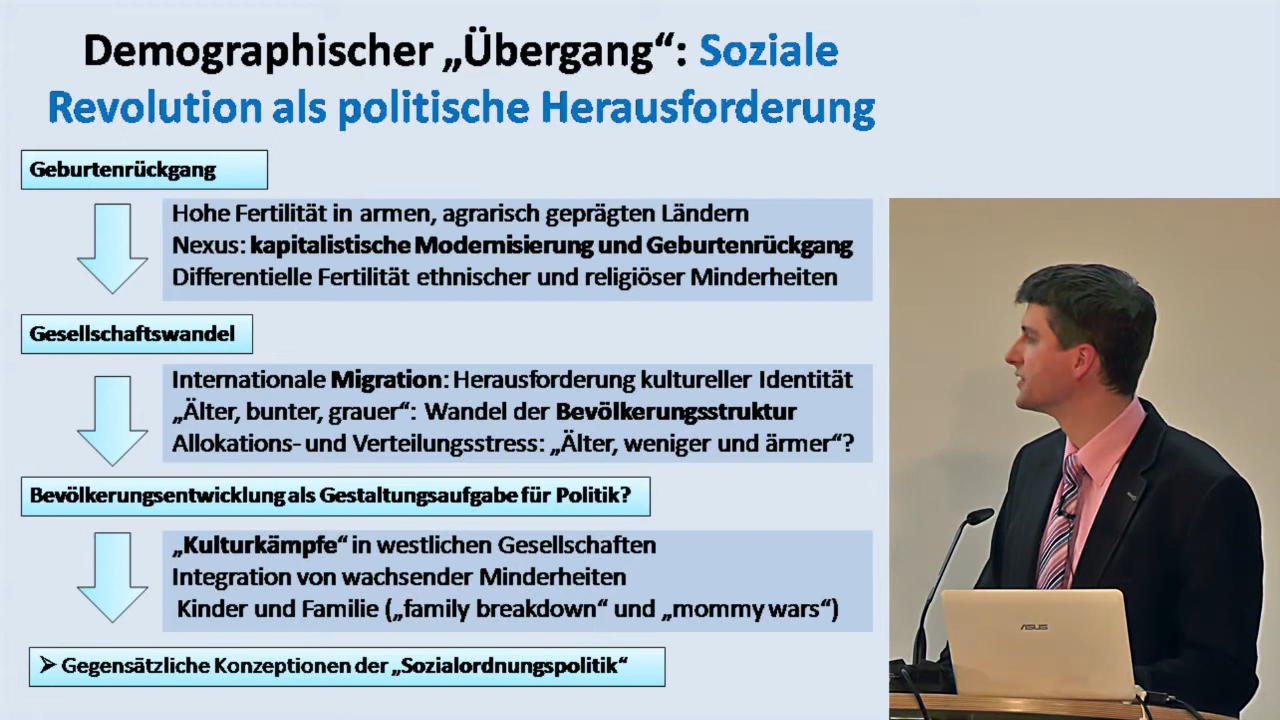 Demographischer „Übergang“: Soziale
Revolution als politische Herausforderung
Geburtenrückgang
Hohe Fertilität in armen, agrarisch geprägten Ländern
Nexus: kapitalistische Modernisierung und Geburtenrückgang
Differentielle Fertilität ethnischer und religiöser Minderheiten
Gesellschaftswandel
Internationale Migration: Herausforderung kultureller Identität
„Älter, bunter, grauer“: Wandel der Bevölkerungsstruktur
Allokations- und Verteilungsstress: „Älter, weniger und ärmer“?
Bevölkerungsentwicklung als Gestaltungsaufgabe für Politik?
„Kulturkämpfe“ in westlichen Gesellschaften
Integration von wachsender Minderheiten
Kinder und Familie („family breakdown“ und „mommy wars“)
➢ Gegensätzliche Konzeptionen der „Sozialordnungspolitik“
ASUS